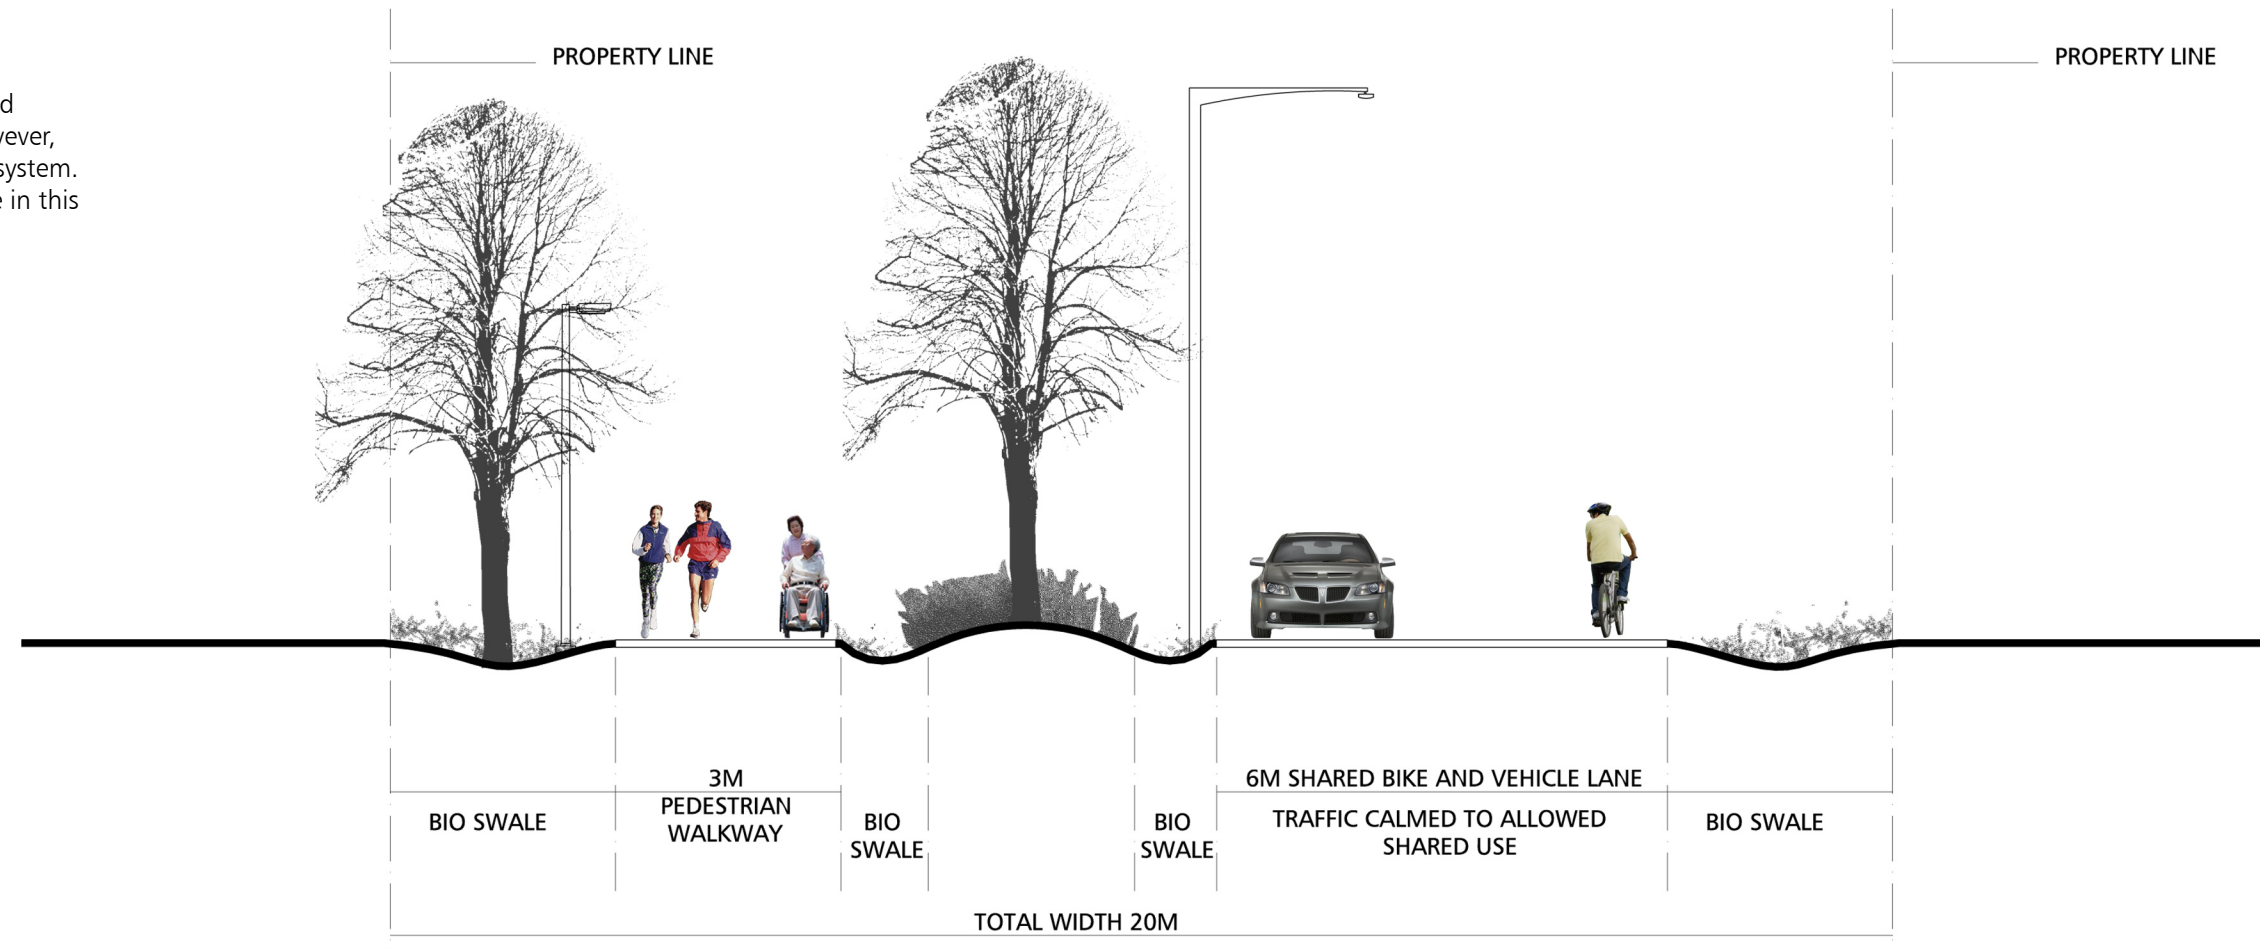 PROPERTY LINE
PROPERTY LINE
d
vever,
system.
e in this
3M
PEDESTRIAN
WALKWAY
6M SHARED BIKE AND VEHICLE LANE
TRAFFIC CALMED TO ALLOWED
SHARED USE
BIO SWALE
BIO
SWALE
BIO
SWALE
BIO SWALE
TOTAL WIDTH 20M